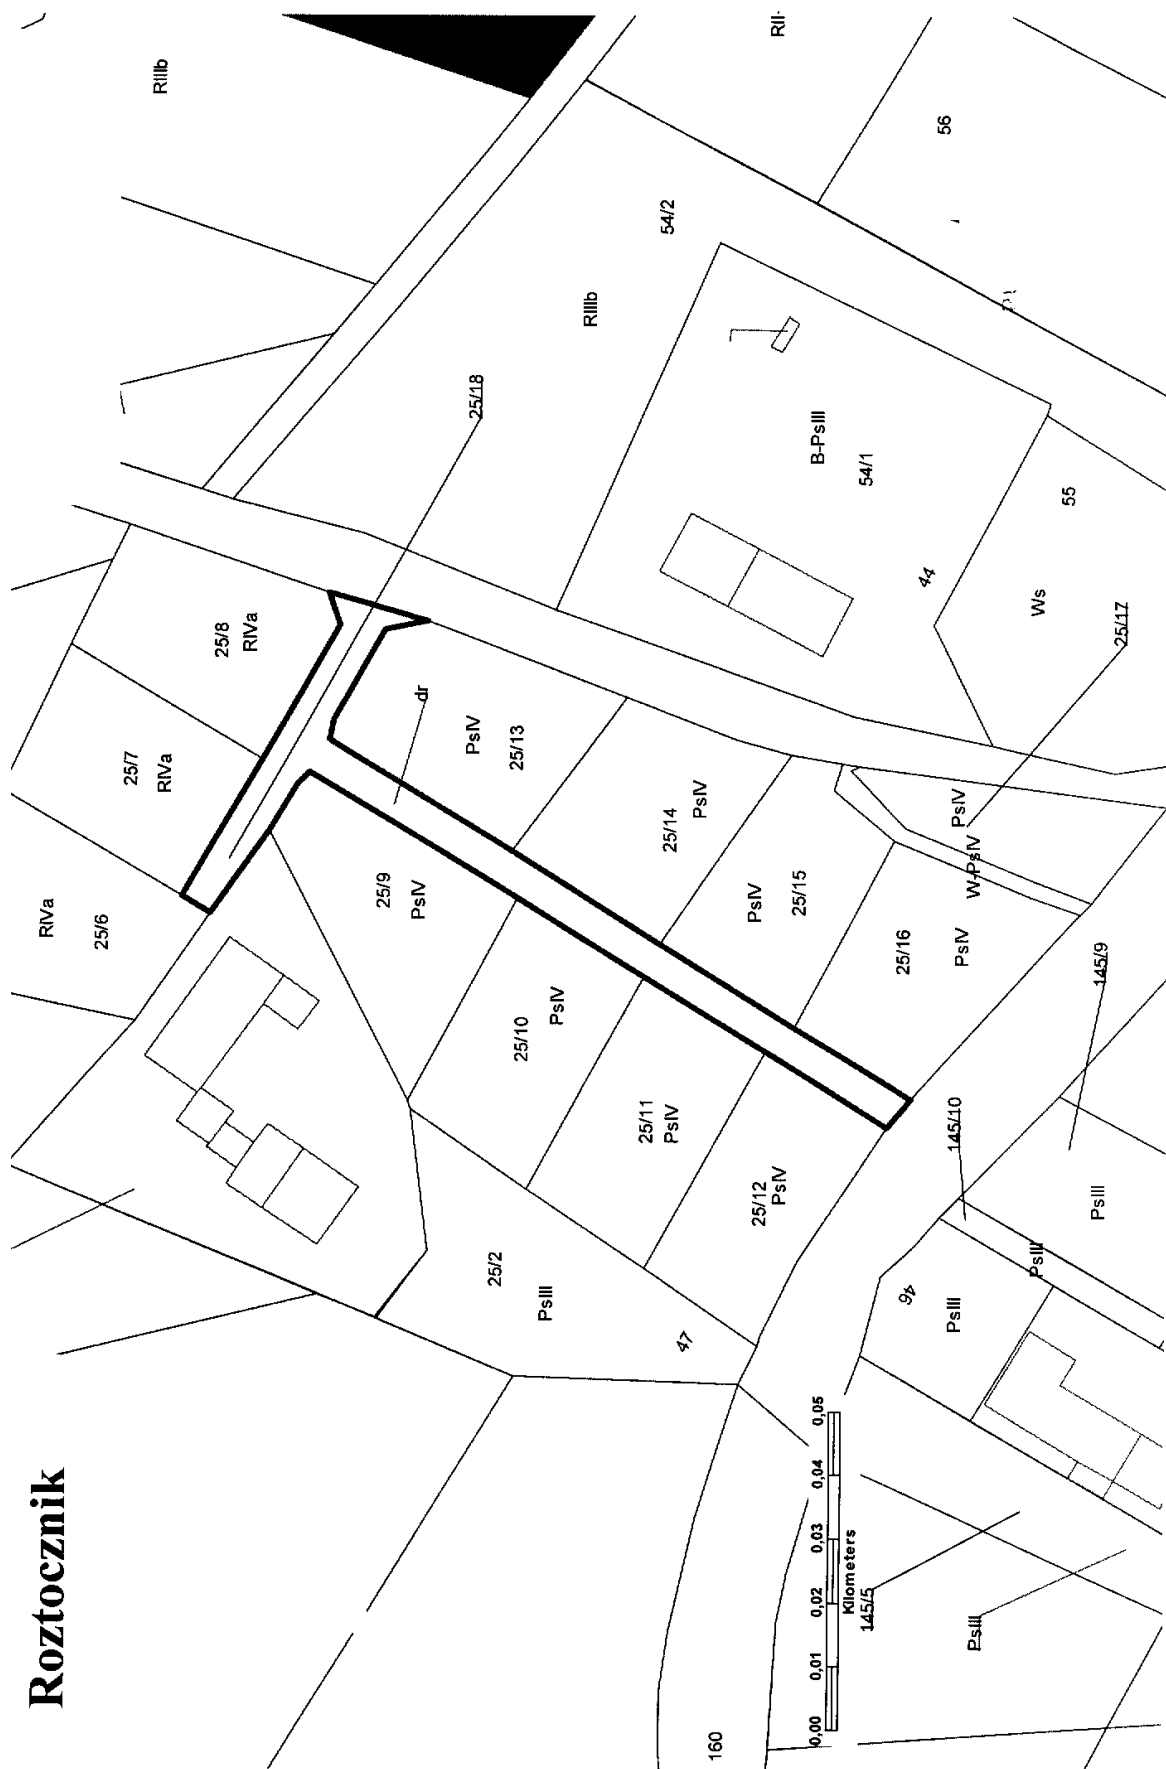 Roztocznik
RIIIb
RII-
56
54/2
RIIIb
25/18
B-PsIII
54/1
55
44
Ws
25/17
25/8
RIVa
25/7
RIVa
RIVa
25/6
dr
PsIV
25/13
25/14
PsIV
25/9
PsIV
PsIV
25/15
PsIV
W-PsIV
25/16
PsIV
25/10
PsIV
25/11
PsIV
25/12
PsIV
145/9
145/10
PsIII
PsIII
25/2
PsIII
47
46
PsIII
0,00 0,01 0,02 0,03 0,04 0,05
Kilometers
145/5
PsIII
160